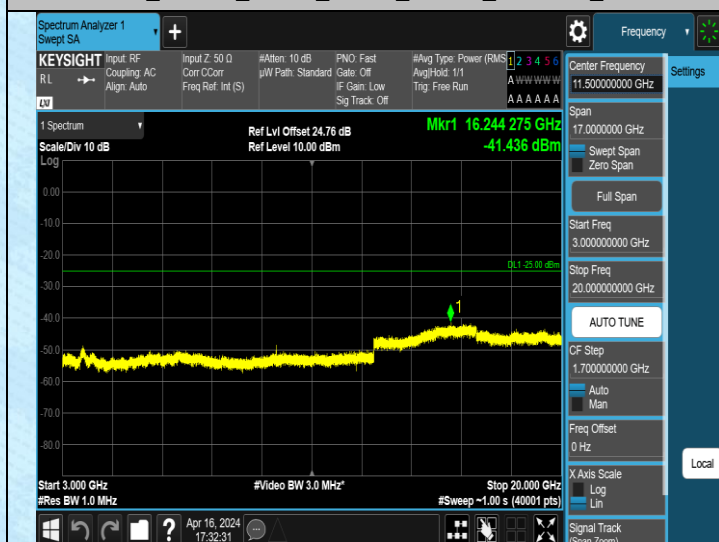 Spectrum Analyzer 1
Swept SA
Frequency
KEYSIGHT
RL
LXI
Input: RF
Coupling: AC
Align: Auto
Input Z: 50 Ω
Corr CCorr
Freq Ref: Int (S)
#Atten: 10 dB
µW Path: Standard
PNO: Fast
Gate: Off
IF Gain: Low
Sig Track: Off
#Avg Type: Power (RMS
Avg|Hold: 1/1
Trig: Free Run
1 2 3 4 5 6
A W W W W W
A A A A A A
1 Spectrum
Scale/Div 10 dB
Ref Lvl Offset 24.76 dB
Ref Level 10.00 dBm
Mkr1 16.244 275 GHz
-41.436 dBm
Log
0.00
-10.0
-20.0
-30.0
-40.0
-50.0
-60.0
-70.0
-80.0
DL1 -25.00 dBm
1
Start 3.000 GHz
#Res BW 1.0 MHz
#Video BW 3.0 MHz*
Stop 20.000 GHz
#Sweep ~1.00 s (40001 pts)
Apr 16, 2024
17:32:31
Center Frequency
11.500000000 GHz
Span
17.0000000 GHz
Swept Span
Zero Span
Full Span
Start Freq
3.000000000 GHz
Stop Freq
20.000000000 GHz
AUTO TUNE
CF Step
1.700000000 GHz
Auto
Man
Freq Offset
0 Hz
X Axis Scale
Log
Lin
Signal Track
(Span Zoom)
Settings
Local